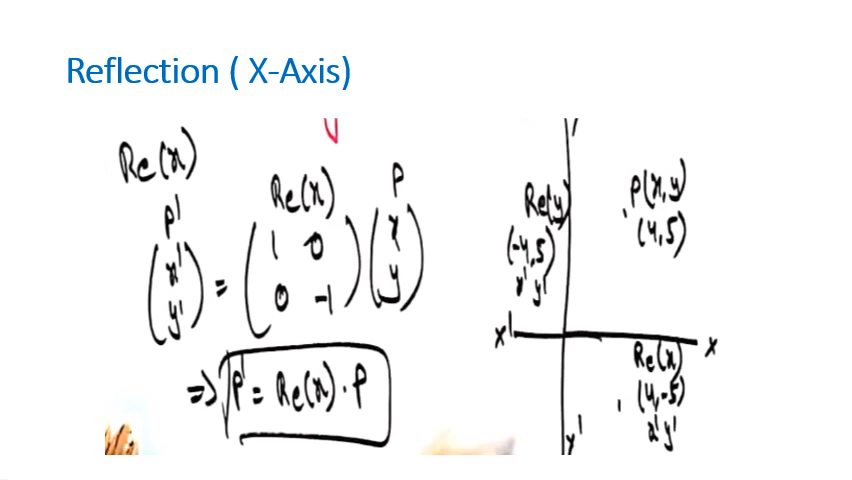 Reflection ( X-Axis)
Re(x)
P' Re(x) P
(x' y') = (1 0 0 -1) (x y)
=> P' = Re(x) . P
P(x,y)
(4,5)
Re(y)
(-4,5)
x' y'
x' x
Re(x)
(4,-5)
x' y'
y'